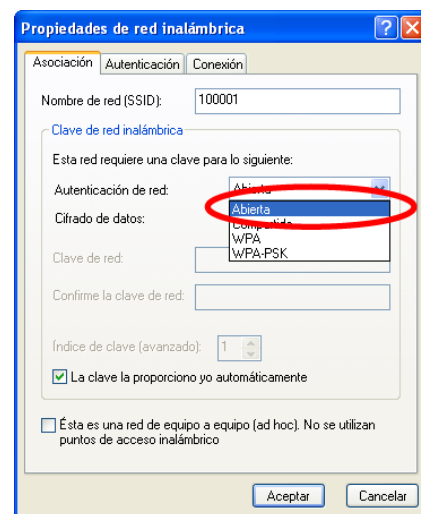 Propiedades de red inalámbrica
Asociación Autenticación Conexión
Nombre de red (SSID): 100001
Clave de red inalámbrica
Esta red requiere una clave para lo siguiente:
Autenticación de red: Abierta
Abierta
Cifrado de datos: Compartida
WPA
WPA-PSK
Clave de red:
Confirme la clave de red:
Índice de clave (avanzado): 1
La clave la proporciono yo automáticamente
Ésta es una red de equipo a equipo (ad hoc). No se utilizan
puntos de acceso inalámbrico
Aceptar Cancelar